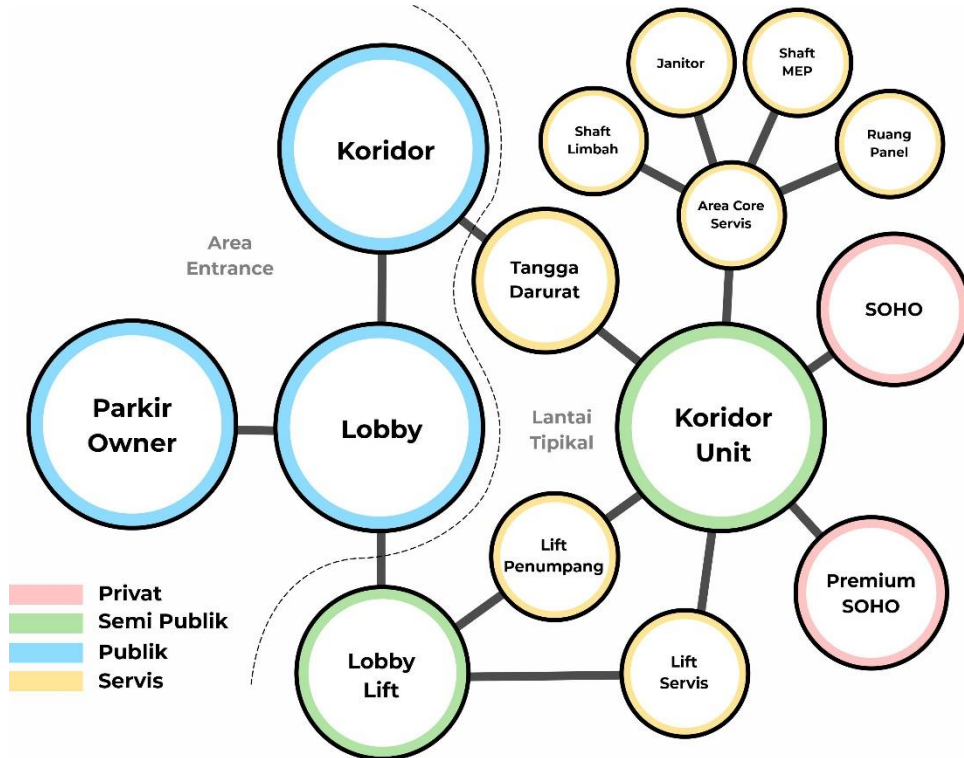 Koridor
Area
Entrance
Parkir
Owner
Lobby
Lobby
Lift
Janitor
Shaft
MEP
Shaft
Limbah
Ruang
Panel
Area Core
Servis
Tangga
Darurat
SOHO
Lantai
Tipikal
Koridor
Unit
Lift
Penumpang
Premium
SOHO
Lift
Servis
Privat
Semi Publik
Publik
Servis